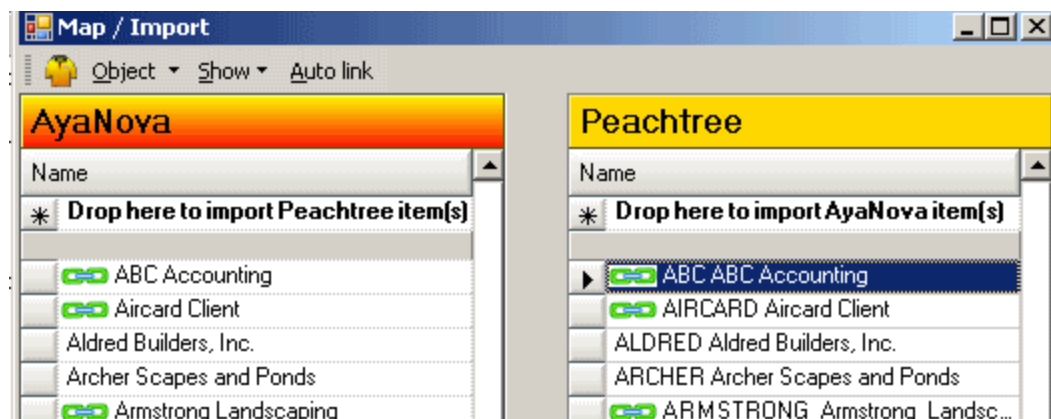 Map / Import
Object Show Auto link
AyaNova
Name
Drop here to import Peachtree item(s)
ABC Accounting
Aircard Client
Aldred Builders, Inc.
Archer Scapes and Ponds
Armstrong Landscaping
Peachtree
Name
Drop here to import AyaNova item(s)
ABC ABC Accounting
AIRCARD Aircard Client
ALDRED Aldred Builders, Inc.
ARCHER Archer Scapes and Ponds
ARMSTRONG Armstrong Landsc...